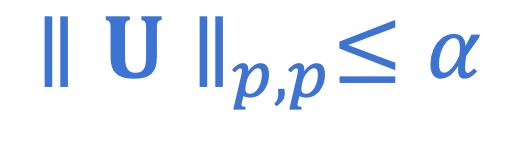 ‖ 𝐔 ‖𝑝,𝑝≤ 𝛼